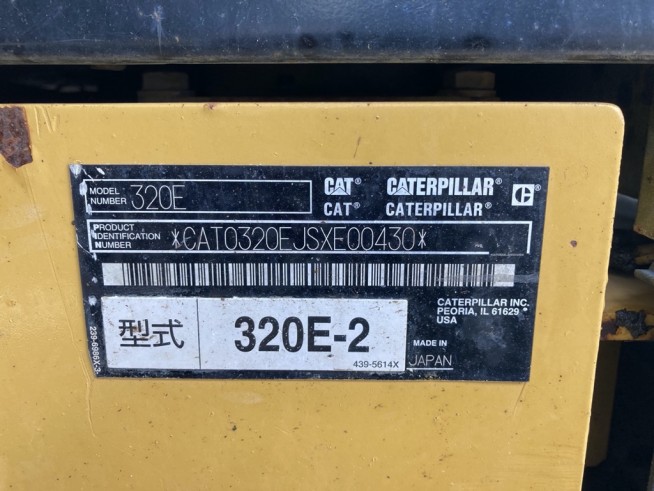 MODEL NUMBER 320E
CAT® CATERPILLAR®
CAT® CATERPILLAR®
C®
PRODUCT IDENTIFICATION NUMBER *CAT0320EJSXE00430*
CATERPILLAR INC.
PEORIA, IL 61629
USA
型式 320E-2
439-5614X
MADE IN
JAPAN